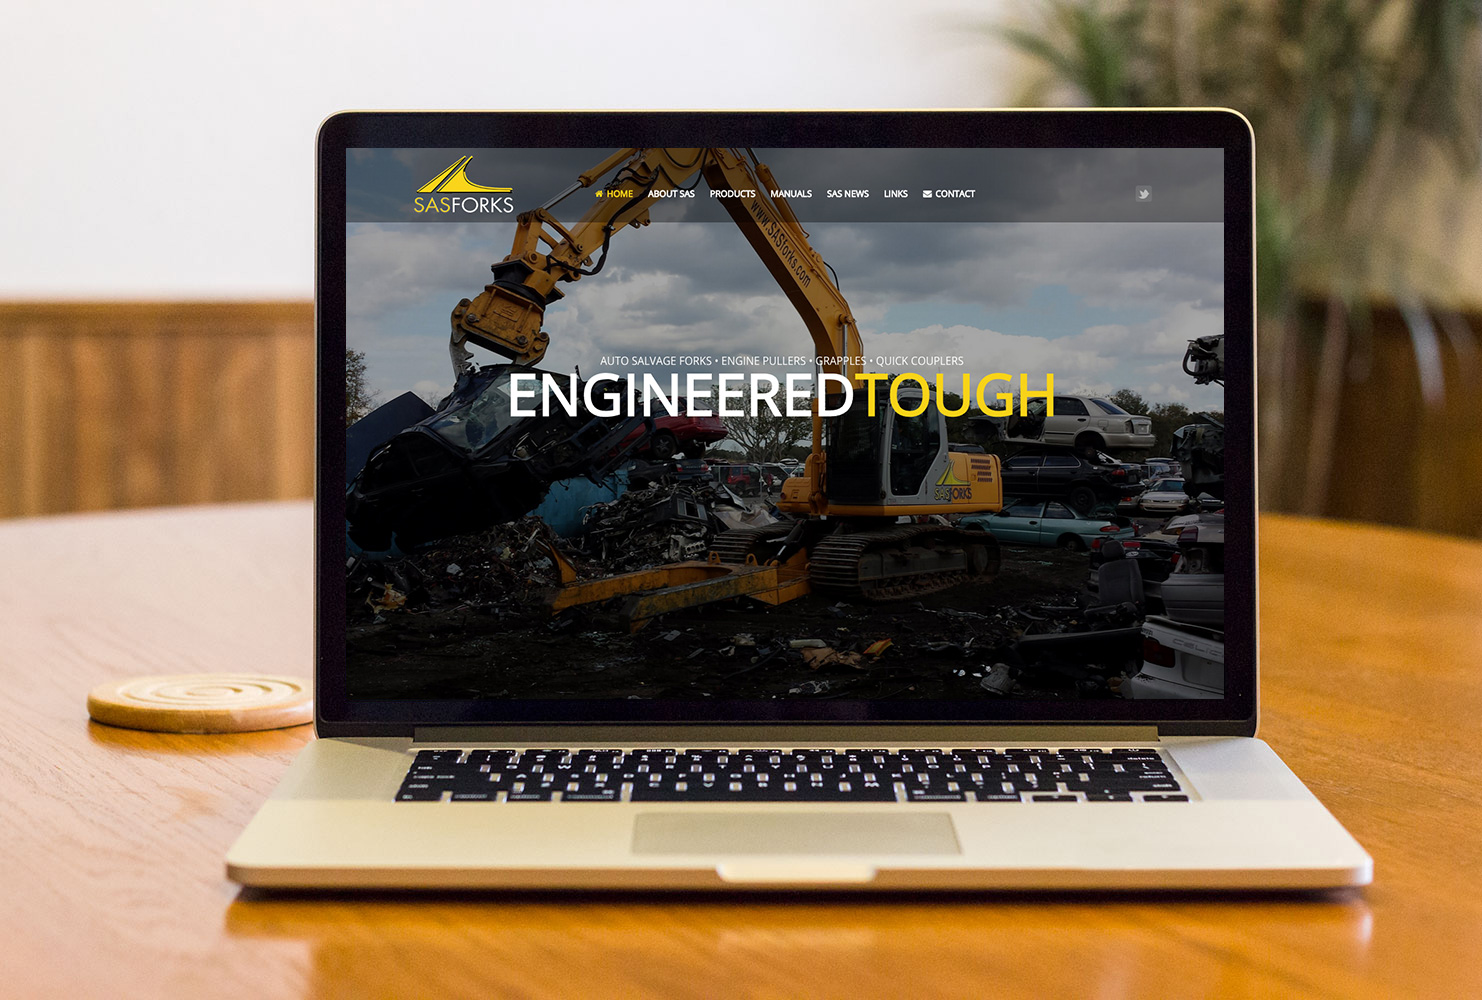 SASFORKS
HOME ABOUT SAS PRODUCTS MANUALS SAS NEWS LINKS CONTACT
www.SASforks.com
AUTO SALVAGE FORKS • ENGINE PULLERS • GRAPPLES • QUICK COUPLERS
ENGINEEREDTOUGH
SASFORKS
delete